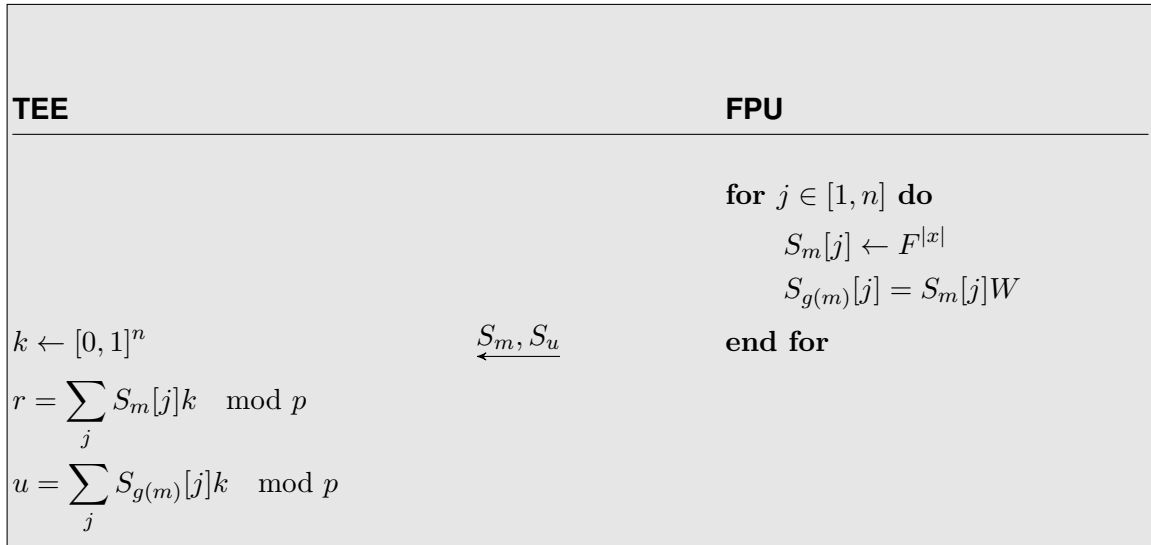 TEE FPU
for j ∈ [1, n] do
S_m[j] ← F^{|x|}
S_{g(m)}[j] = S_m[j]W
k ← [0, 1]^n S_m, S_u end for
r = ∑_j S_m[j]k mod p
u = ∑_j S_{g(m)}[j]k mod p